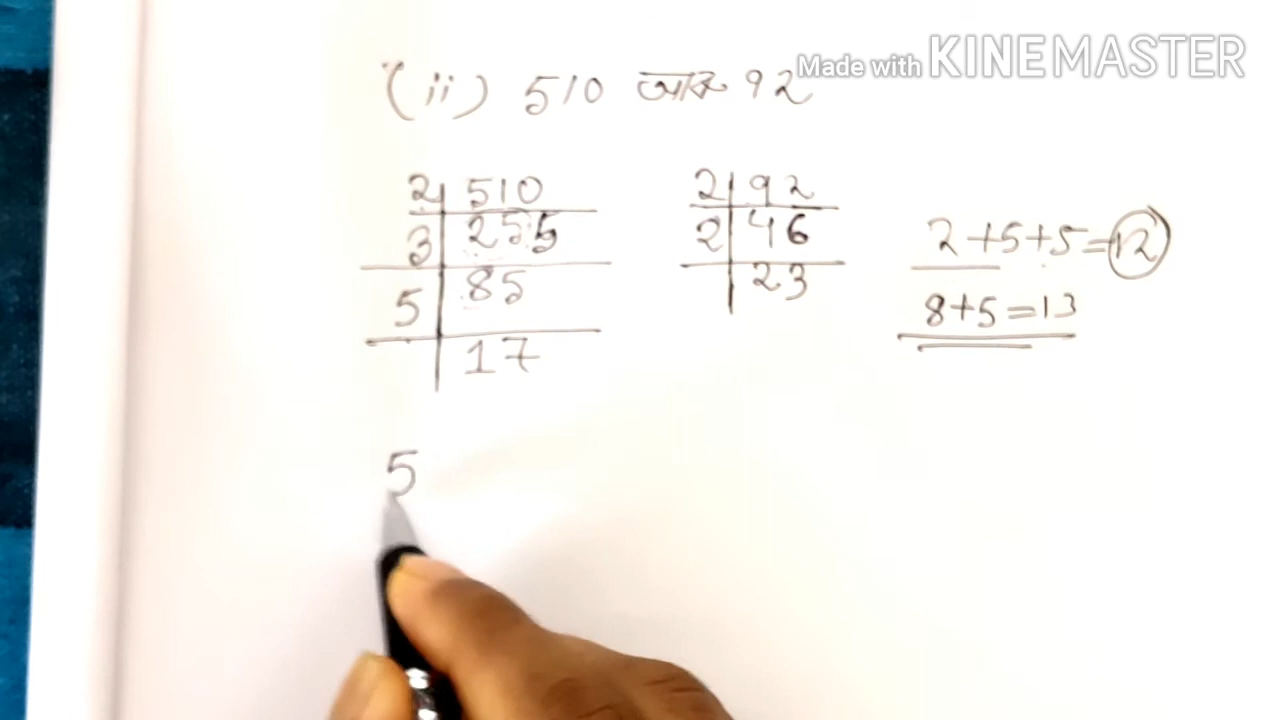 Made with KINEMASTER
(ii) 510 আৰু 92
2 | 510
3 | 255
5 | 85
17
2 | 92
2 | 46
23
2+5+5=12
8+5=13
5